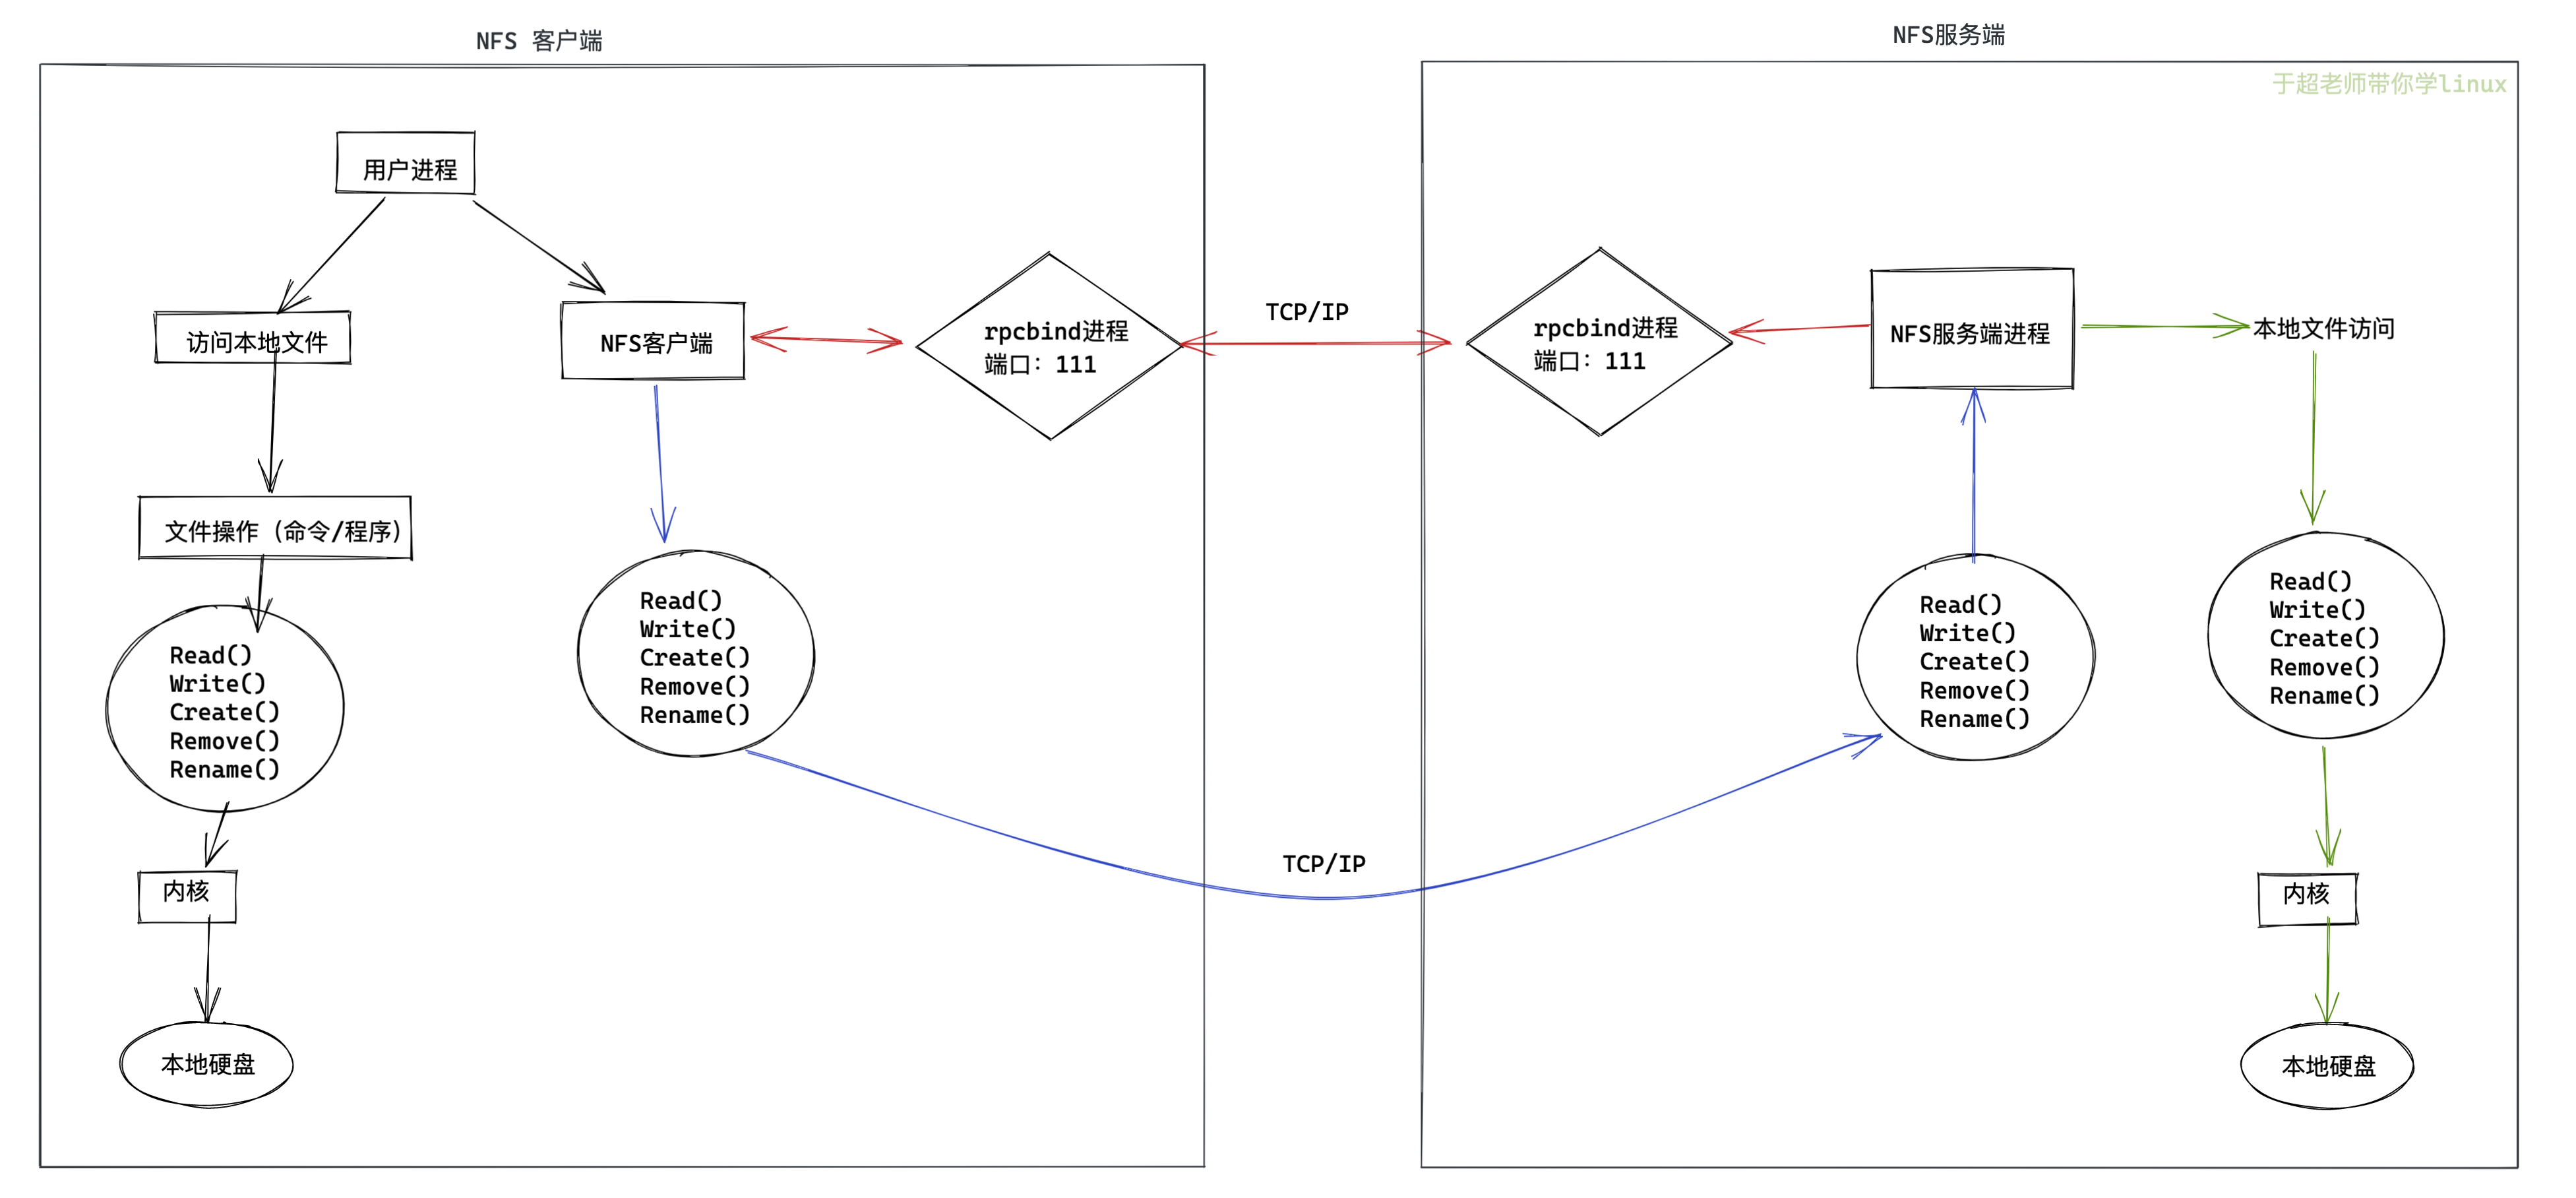 NFS 客户端
用户进程
访问本地文件
NFS客户端
rpcbind进程
端口：111
文件操作（命令/程序）
Read()
Write()
Create()
Remove()
Rename()
Read()
Write()
Create()
Remove()
Rename()
内核
本地硬盘
TCP/IP
TCP/IP
NFS服务端
于超老师带你学linux
rpcbind进程
端口：111
NFS服务端进程
本地文件访问
Read()
Write()
Create()
Remove()
Rename()
Read()
Write()
Create()
Remove()
Rename()
内核
本地硬盘